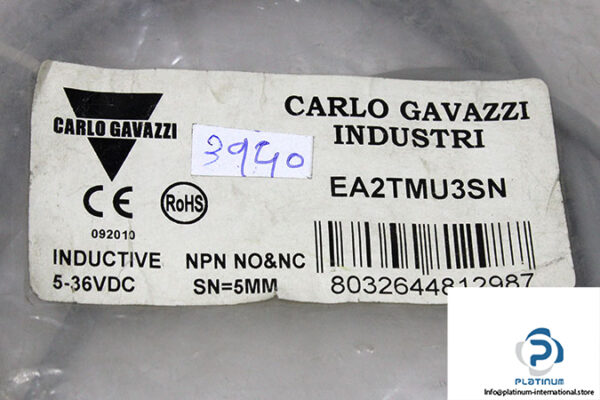 CARLO GAVAZZI
CARLO GAVAZZI
INDUSTRI
3940
EA2TMU3SN
CE
RoHS
092010
INDUCTIVE
5-36VDC
NPN NO&NC
SN=5MM
8032644812987
PLATINUM
info@platinum-international.store